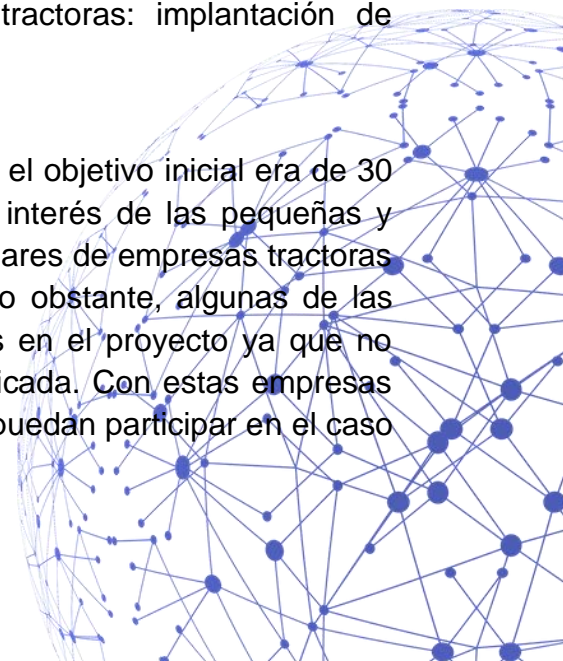 tractoras: implantación de
el objetivo inicial era de 30
interés de las pequeñas y
ares de empresas tractoras
o obstante, algunas de las
s en el proyecto ya que no
icada. Con estas empresas
puedan participar en el caso